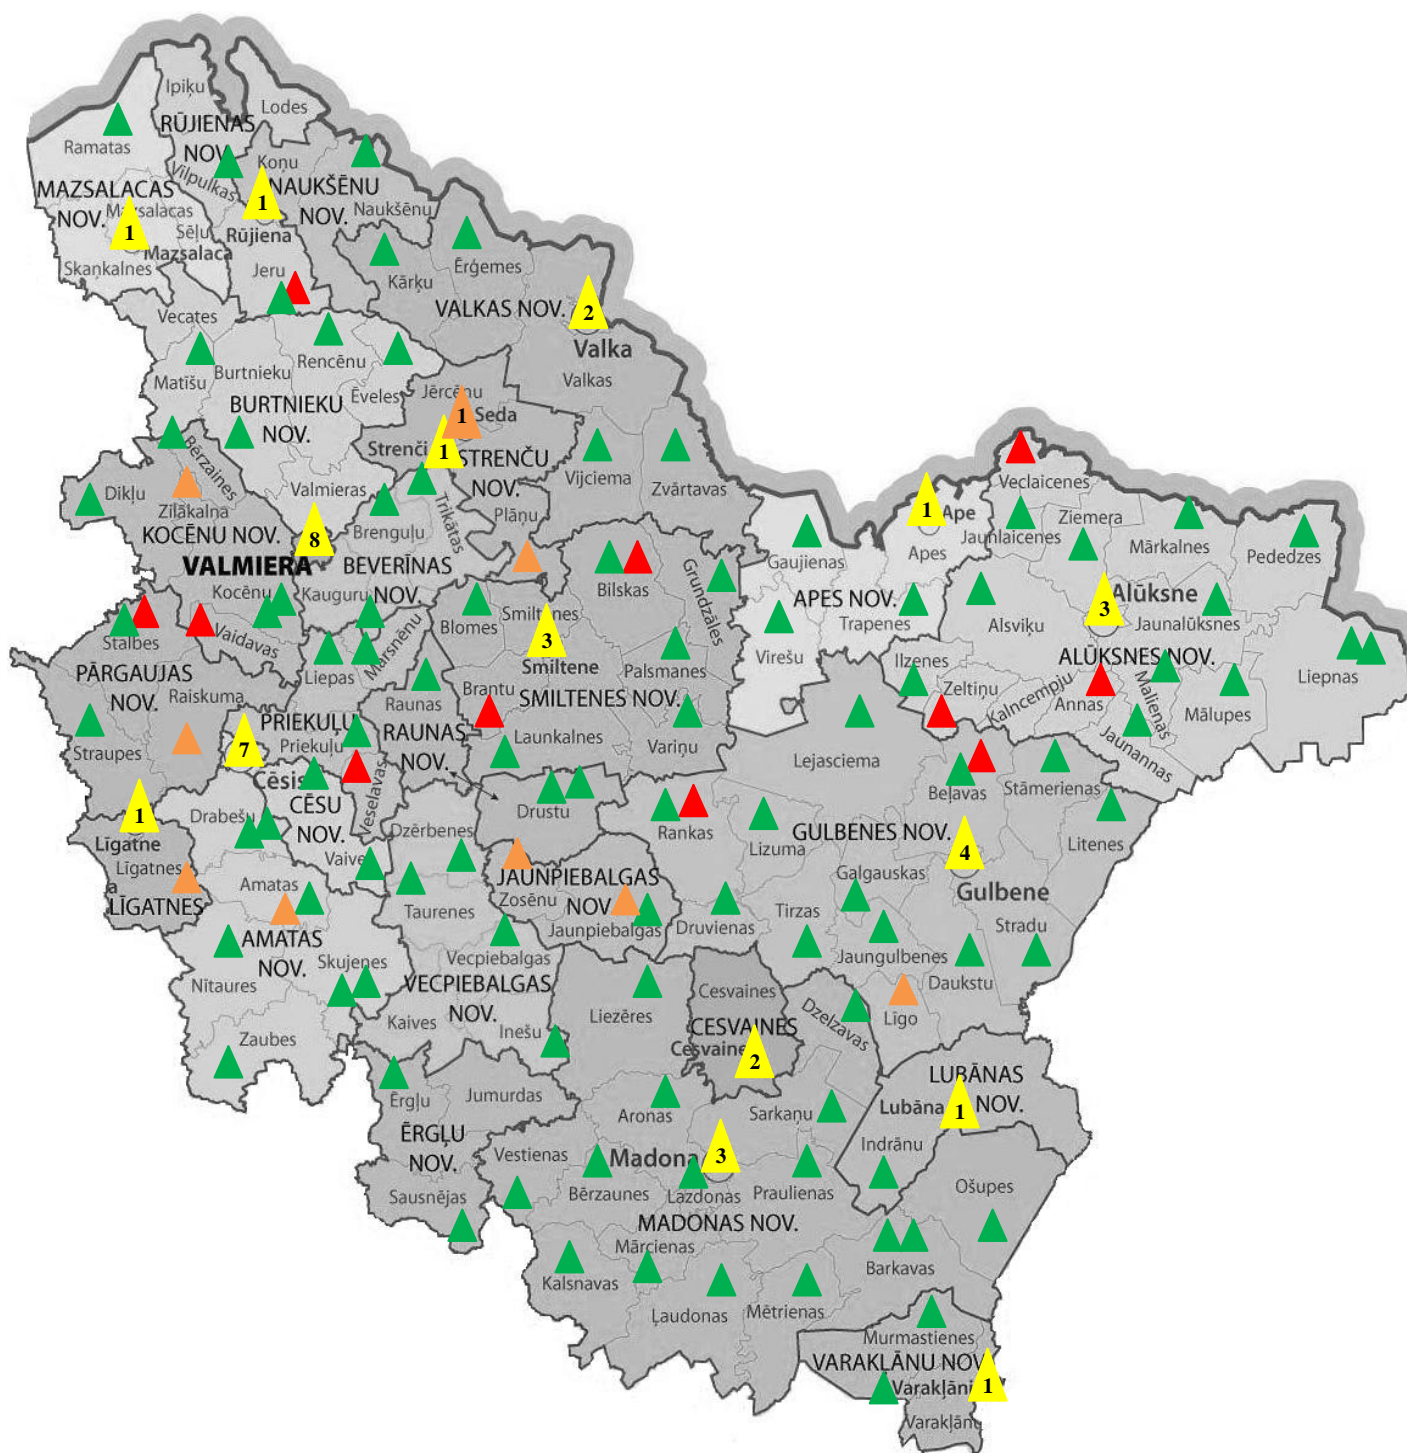 Ipiķu
Lodes
RŪJIENAS
NOV.
Ramatas
Koņu
Vilpulkas
MAZSALACAS
NOV.
Mazsalacas
1
NAUKŠĒNU
NOV.
Naukšēnu
1
Sēļu
Rūjiena
Mazsalaca
Skaņkalnes
Jeru
Kārķu
Ērģemes
VALKAS NOV.
2
Valka
Valkas
Vecates
Rencēnu
Matīšu
Burtnieku
Ēveles
BURTNIEKU
NOV.
Jērcēnu
1
Seda
Strenči
1
STRENČU
NOV.
Bērzaines
Vijciema
Zvārtavas
Valmieras
Trikātas
Plāņu
Dikļu
Zilākalna
KOCĒNU NOV.
8
Brenguļu
VALMIERA
BEVERĪNAS
NOV.
Kocēnu
Kauguru
Veclaicenes
1
Ape
Apes
Jaunlaicenes
Ziemera
Mārkalnes
Pededzes
Gaujienas
Bilskas
Grundzāles
APES NOV.
Trapenes
Virešu
3
Alūksne
Jaunalūksnes
Alsviķu
ALŪKSNES NOV.
Liepnas
Blomes
Smiltenes
3
Smiltene
Palsmanes
Stalbes
Vaidavas
Marsnēnu
Liepas
PĀRGAUJAS
NOV.
Raiskuma
Raunas
Brantu
SMILTENES NOV.
Ilzenes
Zeltiņu
Kalncempju
Annas
Malienas
Mālupes
Jaunannas
Straupes
7
PRIEKUĻU
Priekuļu
RAUNAS
NOV.
Launkalnes
Variņu
Lejasciema
Cēsis
CĒSU
NOV.
Veselavas
Drustu
Beļavas
Stāmerienas
1
Līgatne
Drabešu
Dzērbenes
Rankas
Lizuma
GULBENES NOV.
4
Litenes
Līgatnes
a
LĪGATNES
Vaive
Amatas
Taurenes
JAUNPIEBALGAS
Zosēnu
NOV.
Jaunpiebalgas
Galgauskas
Gulbene
Druvienas
Tirzas
Stradu
AMATAS
NOV.
Skujenes
Vecpiebalgas
Jaungulbenes
Daukstu
Nītaures
VECPIEBALGAS
NOV.
Liezēres
Cesvaines
Dzelzavas
Līgo
Kaives
Inešu
CESVAINES
Cesvaine
2
Zaubes
Ērgļu
Jumurdas
Aronas
Sarkaņu
LUBĀNAS
NOV.
Lubāna
1
ĒRGĻU
NOV.
Vestienas
Madona
3
Indrānu
Sausnējas
Bērzaunes
Lazdonas
Praulienas
Ošupes
MADONAS NOV.
Mārcienas
Kalsnavas
Barkavas
Ļaudonas
Mētrienas
Murmastienes
VARAKĻĀNU NOV
Varakļāni
1
Varakļānu